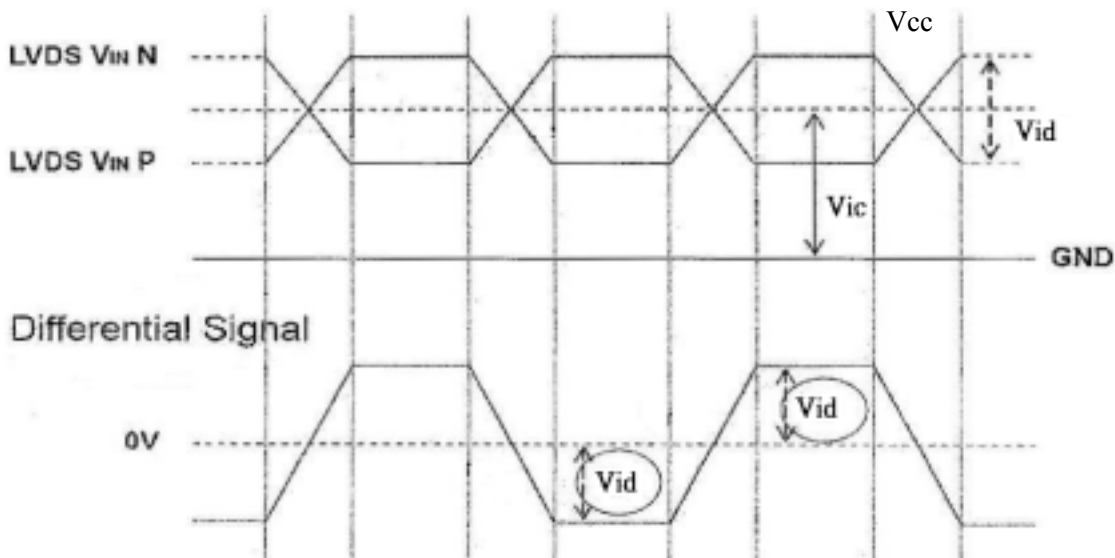 Vcc
LVDS VIN N
Vid
LVDS VIN P
Vic
GND
Differential Signal
Vid
0V
Vid